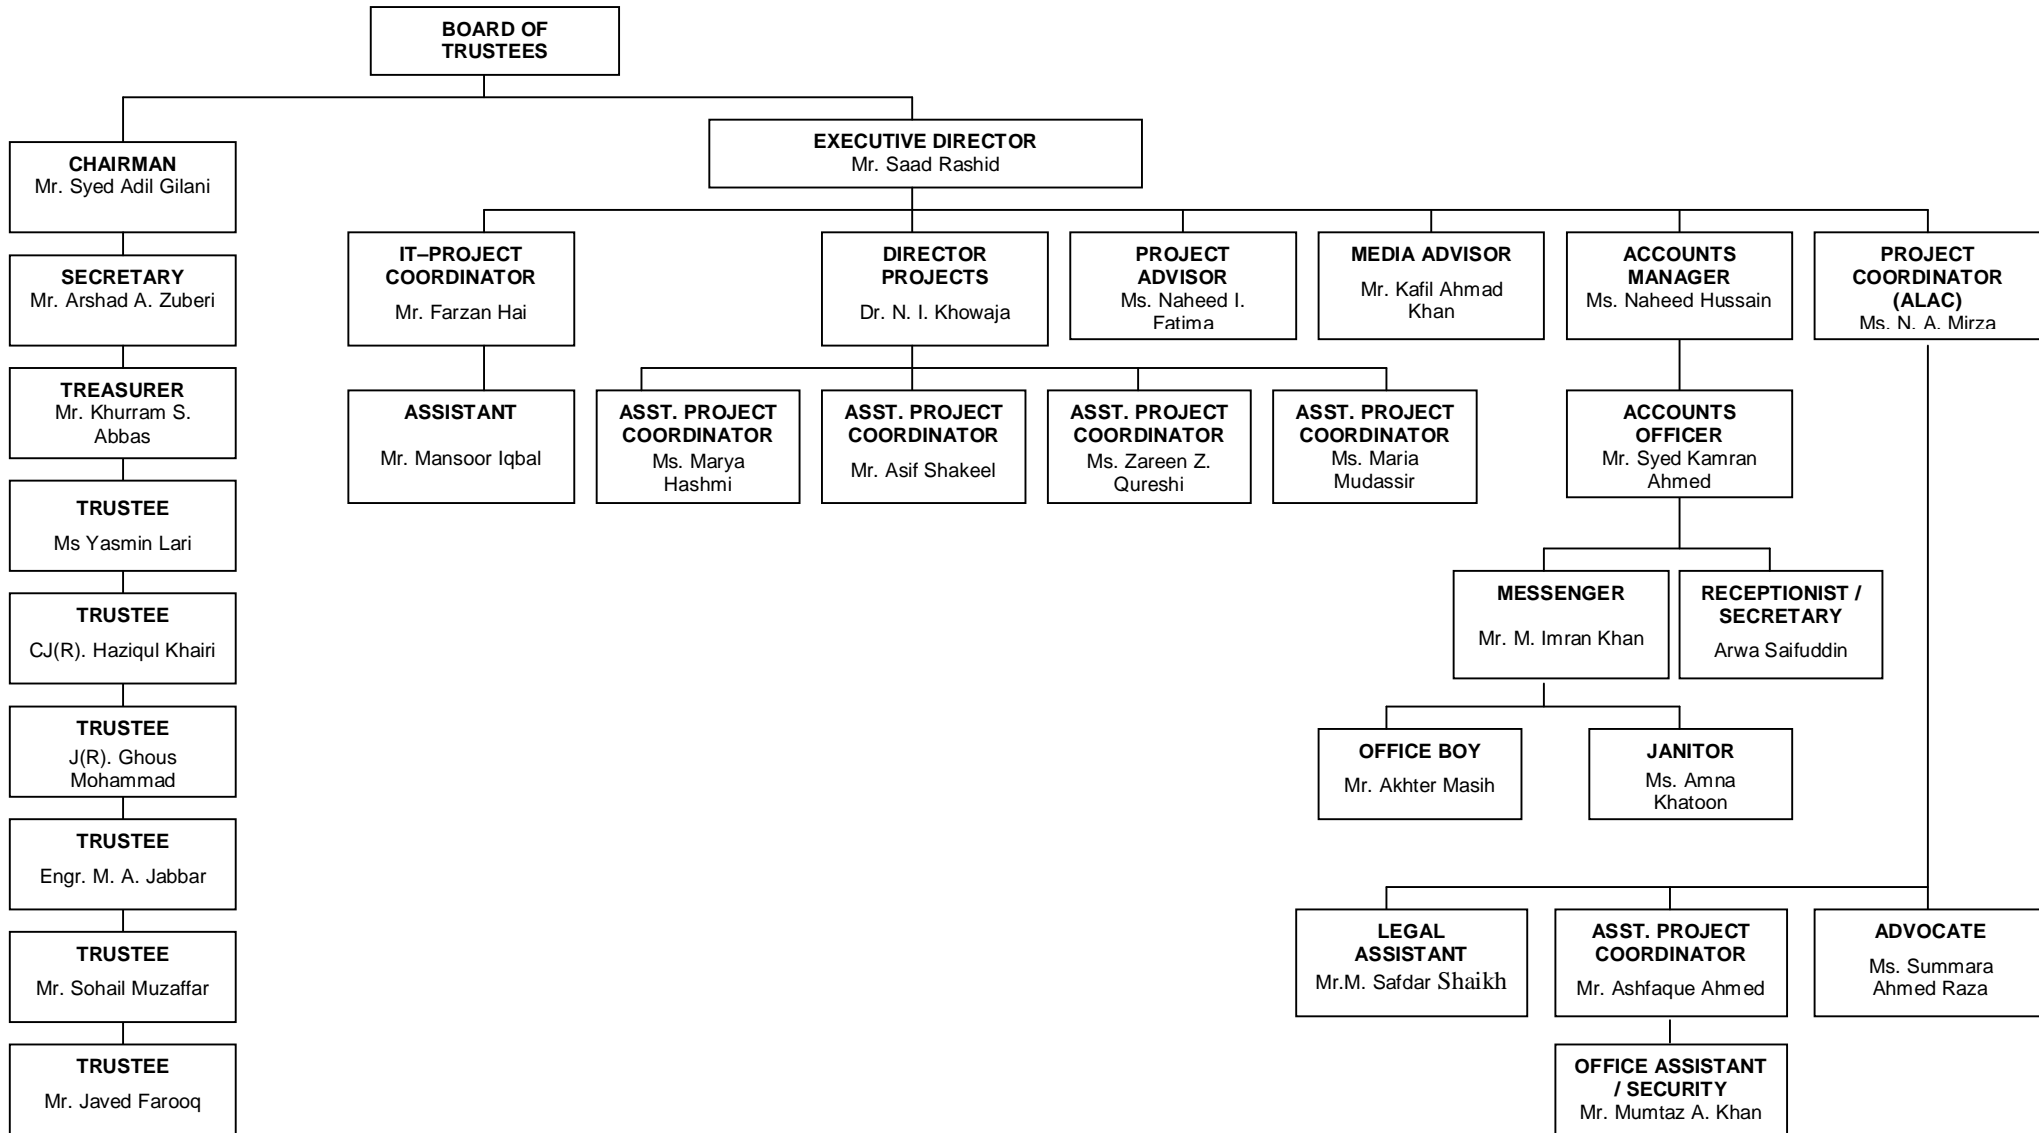 BOARD OF
TRUSTEES
CHAIRMAN
Mr. Syed Adil Gilani
SECRETARY
Mr. Arshad A. Zuberi
TREASURER
Mr. Khurram S.
Abbas
TRUSTEE
Ms Yasmin Lari
TRUSTEE
CJ(R). Haziqul Khairi
TRUSTEE
J(R). Ghous
Mohammad
TRUSTEE
Engr. M. A. Jabbar
TRUSTEE
Mr. Sohail Muzaffar
TRUSTEE
Mr. Javed Farooq
EXECUTIVE DIRECTOR
Mr. Saad Rashid
IT–PROJECT
COORDINATOR
Mr. Farzan Hai
ASSISTANT
Mr. Mansoor Iqbal
DIRECTOR
PROJECTS
Dr. N. I. Khowaja
ASST. PROJECT
COORDINATOR
Ms. Marya
Hashmi
ASST. PROJECT
COORDINATOR
Mr. Asif Shakeel
ASST. PROJECT
COORDINATOR
Ms. Zareen Z.
Qureshi
ASST. PROJECT
COORDINATOR
Ms. Maria
Mudassir
PROJECT
ADVISOR
Ms. Naheed I.
Fatima
MEDIA ADVISOR
Mr. Kafil Ahmad
Khan
ACCOUNTS
MANAGER
Ms. Naheed Hussain
ACCOUNTS
OFFICER
Mr. Syed Kamran
Ahmed
MESSENGER
Mr. M. Imran Khan
RECEPTIONIST /
SECRETARY
Arwa Saifuddin
OFFICE BOY
Mr. Akhter Masih
JANITOR
Ms. Amna
Khatoon
PROJECT
COORDINATOR
(ALAC)
Ms. N. A. Mirza
LEGAL
ASSISTANT
Mr.M. Safdar Shaikh
ASST. PROJECT
COORDINATOR
Mr. Ashfaque Ahmed
OFFICE ASSISTANT
/ SECURITY
Mr. Mumtaz A. Khan
ADVOCATE
Ms. Summara
Ahmed Raza